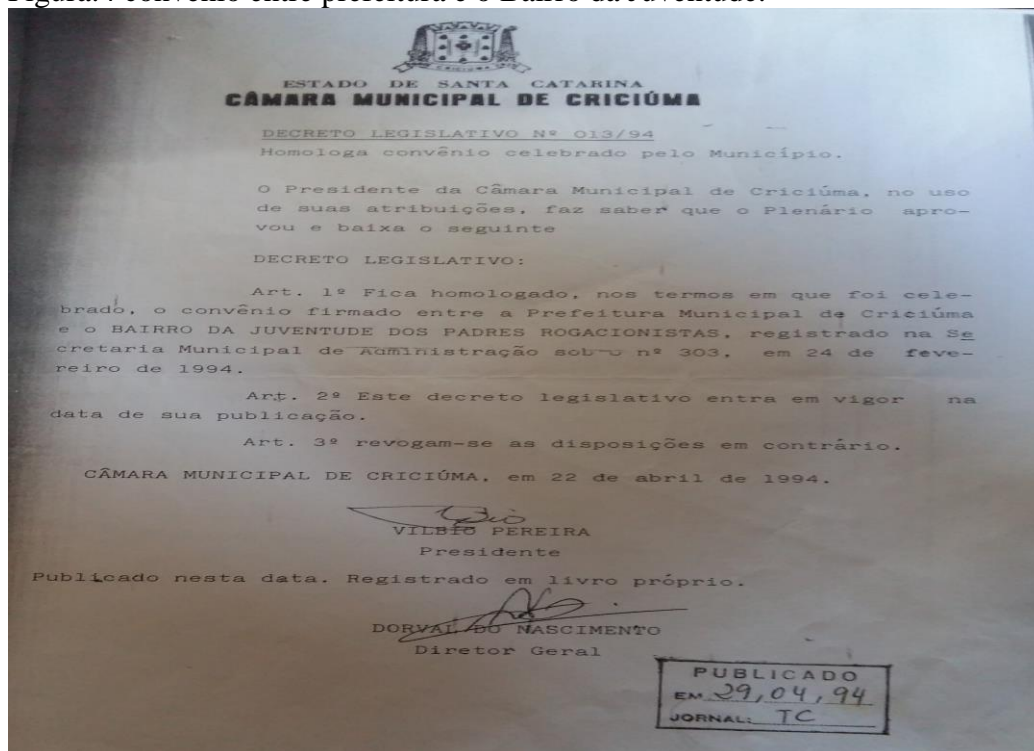 Figura: convênio entre prefeitura e o Bairro da Juventude.
CRICIUMA
ESTADO DE SANTA CATARINA
CÂMARA MUNICIPAL DE CRICIÚMA
DECRETO LEGISLATIVO Nº 013/94
Homologa convênio celebrado pelo Município.
O Presidente da Câmara Municipal de Criciúma, no uso
de suas atribuições, faz saber que o Plenário apro-
vou e baixa o seguinte
DECRETO LEGISLATIVO:
Art. 1º Fica homologado, nos termos em que foi cele-
brado, o convênio firmado entre a Prefeitura Municipal de Criciúma
e o BAIRRO DA JUVENTUDE DOS PADRES ROGACIONISTAS, registrado na Se
cretaria Municipal de Administração sob o nº 303, em 24 de feve-
reiro de 1994.
Art. 2º Este decreto legislativo entra em vigor na
data de sua publicação.
Art. 3º revogam-se as disposições em contrário.
CÂMARA MUNICIPAL DE CRICIÚMA, em 22 de abril de 1994.
VILBIO PEREIRA
Presidente
Publicado nesta data. Registrado em livro próprio.
DORVAL DO NASCIMENTO
Diretor Geral
PUBLICADO
EM 29,04,94
JORNAL: TC